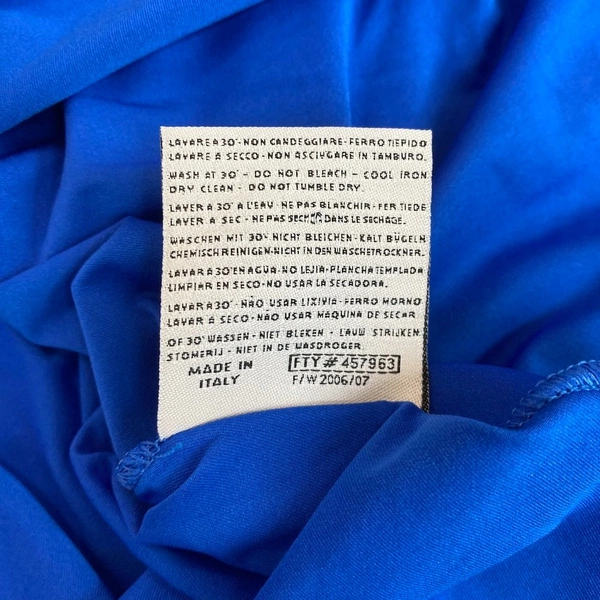 LAVARE A 30°-NON CANDEGGIARE-FERRO TIEPIDO
LAVARE A SECCO-NON ASCIVGARE IN TAMBURO.
WASH AT 30° - DO NOT BLEACH - COOL IRON
DRY CLEAN - DO NOT TUMBLE DRY.
LAVER A 30° A L'EAU-NE PAS BLANCHIR-FER TIEDE
LAVER A SEC-NE PAS DANS LE SECHAGE.
WASCHEN MIT 30°-NICHT BLEICHEN-KALT BÜGELN
CHEMISCH REINIGEN-NICHT IN DEN WASCHETROCKNER.
LAVAR A 30° EN AGUA-NO LEJIA-PLANCHA TEMPLADA
LIMPIAR EN SECO-NO USAR LA SECADORA.
LAVAR A 30°-NÃO USAR LIXIVIA-FERRO MORNO
LAVAR A SECO-NÃO USAR MAQUINA DE SECAR
OF 30° WASSEN-NIET BLEKEN - LAUW STRIJKEN
STOMERIJ - NIET IN DE WASDROGER.
MADE IN ITALY
FTY # 457963
F/W 2006/07